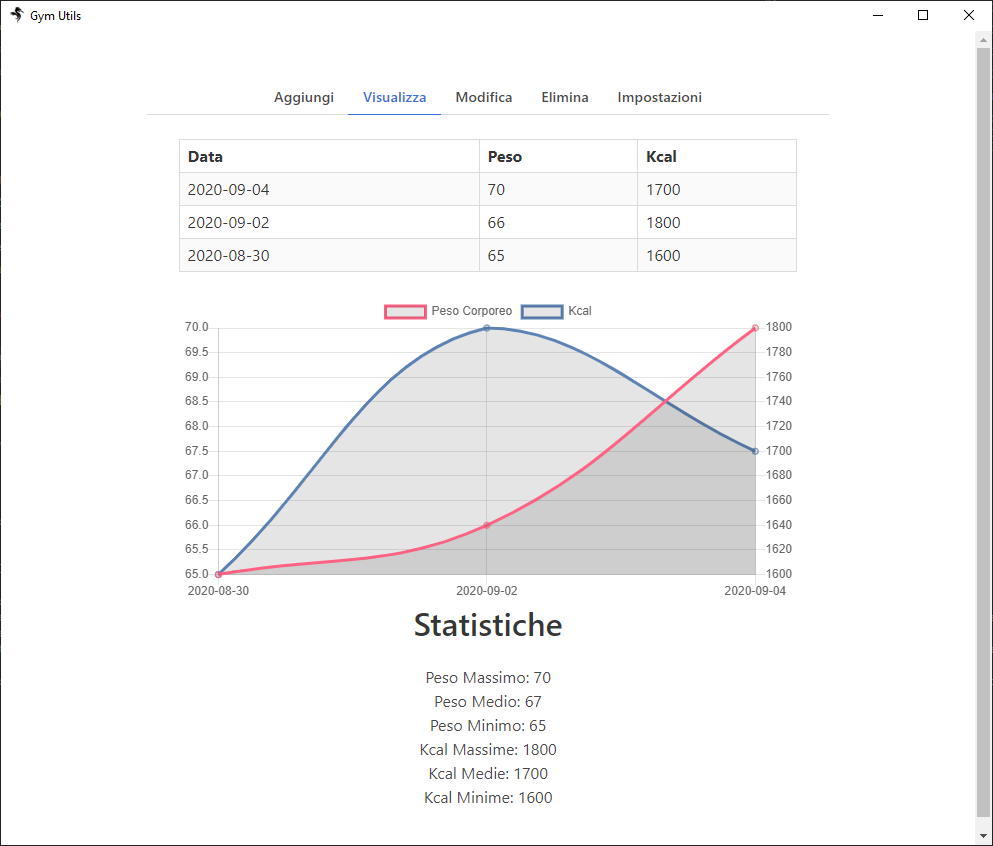 Gym Utils
Aggiungi Visualizza Modifica Elimina Impostazioni
Data Peso Kcal
2020-09-04 70 1700
2020-09-02 66 1800
2020-08-30 65 1600
Peso Corporeo Kcal
70.0 1800
69.5 1780
69.0 1760
68.5 1740
68.0 1720
67.5 1700
67.0 1680
66.5 1660
66.0 1640
65.5 1620
65.0 1600
2020-08-30 2020-09-02 2020-09-04
Statistiche
Peso Massimo: 70
Peso Medio: 67
Peso Minimo: 65
Kcal Massime: 1800
Kcal Medie: 1700
Kcal Minime: 1600